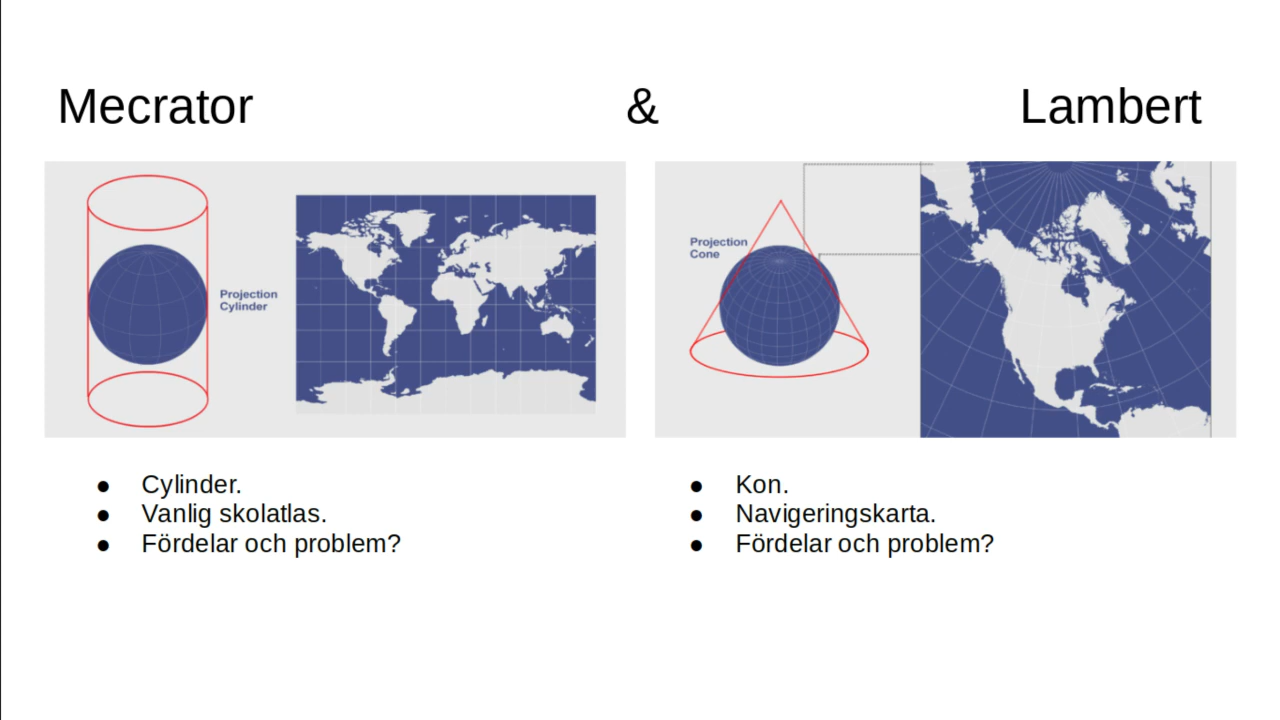 Mecrator & Lambert
Projection
Cylinder
Projection
Cone
● Cylinder.
● Vanlig skolatlas.
● Fördelar och problem?
● Kon.
● Navigeringskarta.
● Fördelar och problem?